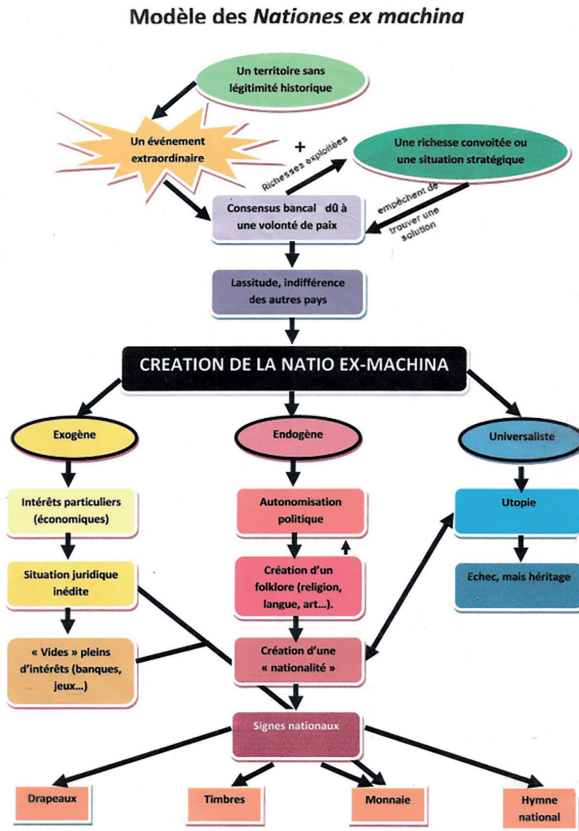 Modèle des Nationes ex machina
Un territoire sans
légitimité historique
Un événement
extraordinaire
+
Richesses exploitées
Une richesse convoitée ou
une situation stratégique
Consensus bancal dû à
une volonté de paix
empêchent de
trouver une
solution
Lassitude, indifférence
des autres pays
CREATION DE LA NATIO EX-MACHINA
Exogène
Endogène
Universaliste
Intérêts particuliers
(économiques)
Autonomisation
politique
Utopie
Situation juridique
inédite
Création d'un
folklore (religion,
langue, art...).
Echec, mais héritage
« Vides » pleins
d'intérêts (banques,
jeux...)
Création d'une
« nationalité »
Signes nationaux
Drapeaux
Timbres
Monnaie
Hymne
national